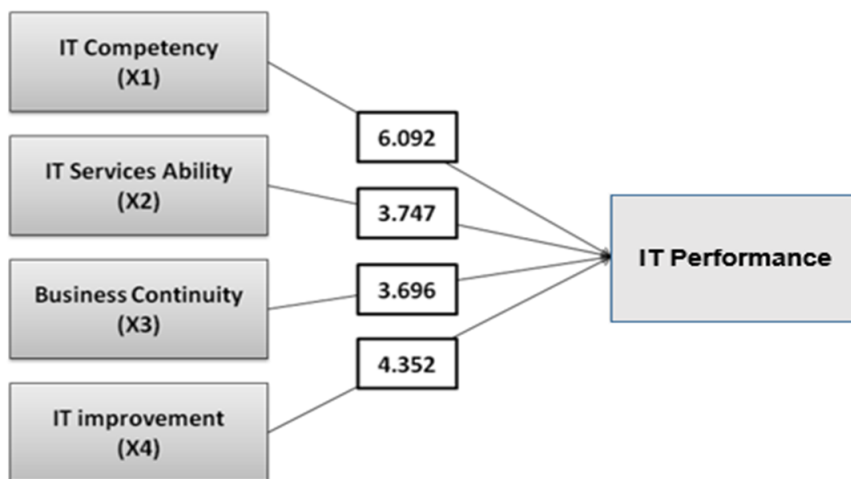 IT Competency
(X1)
6.092
IT Services Ability
(X2)
3.747
IT Performance
Business Continuity
(X3)
3.696
4.352
IT improvement
(X4)